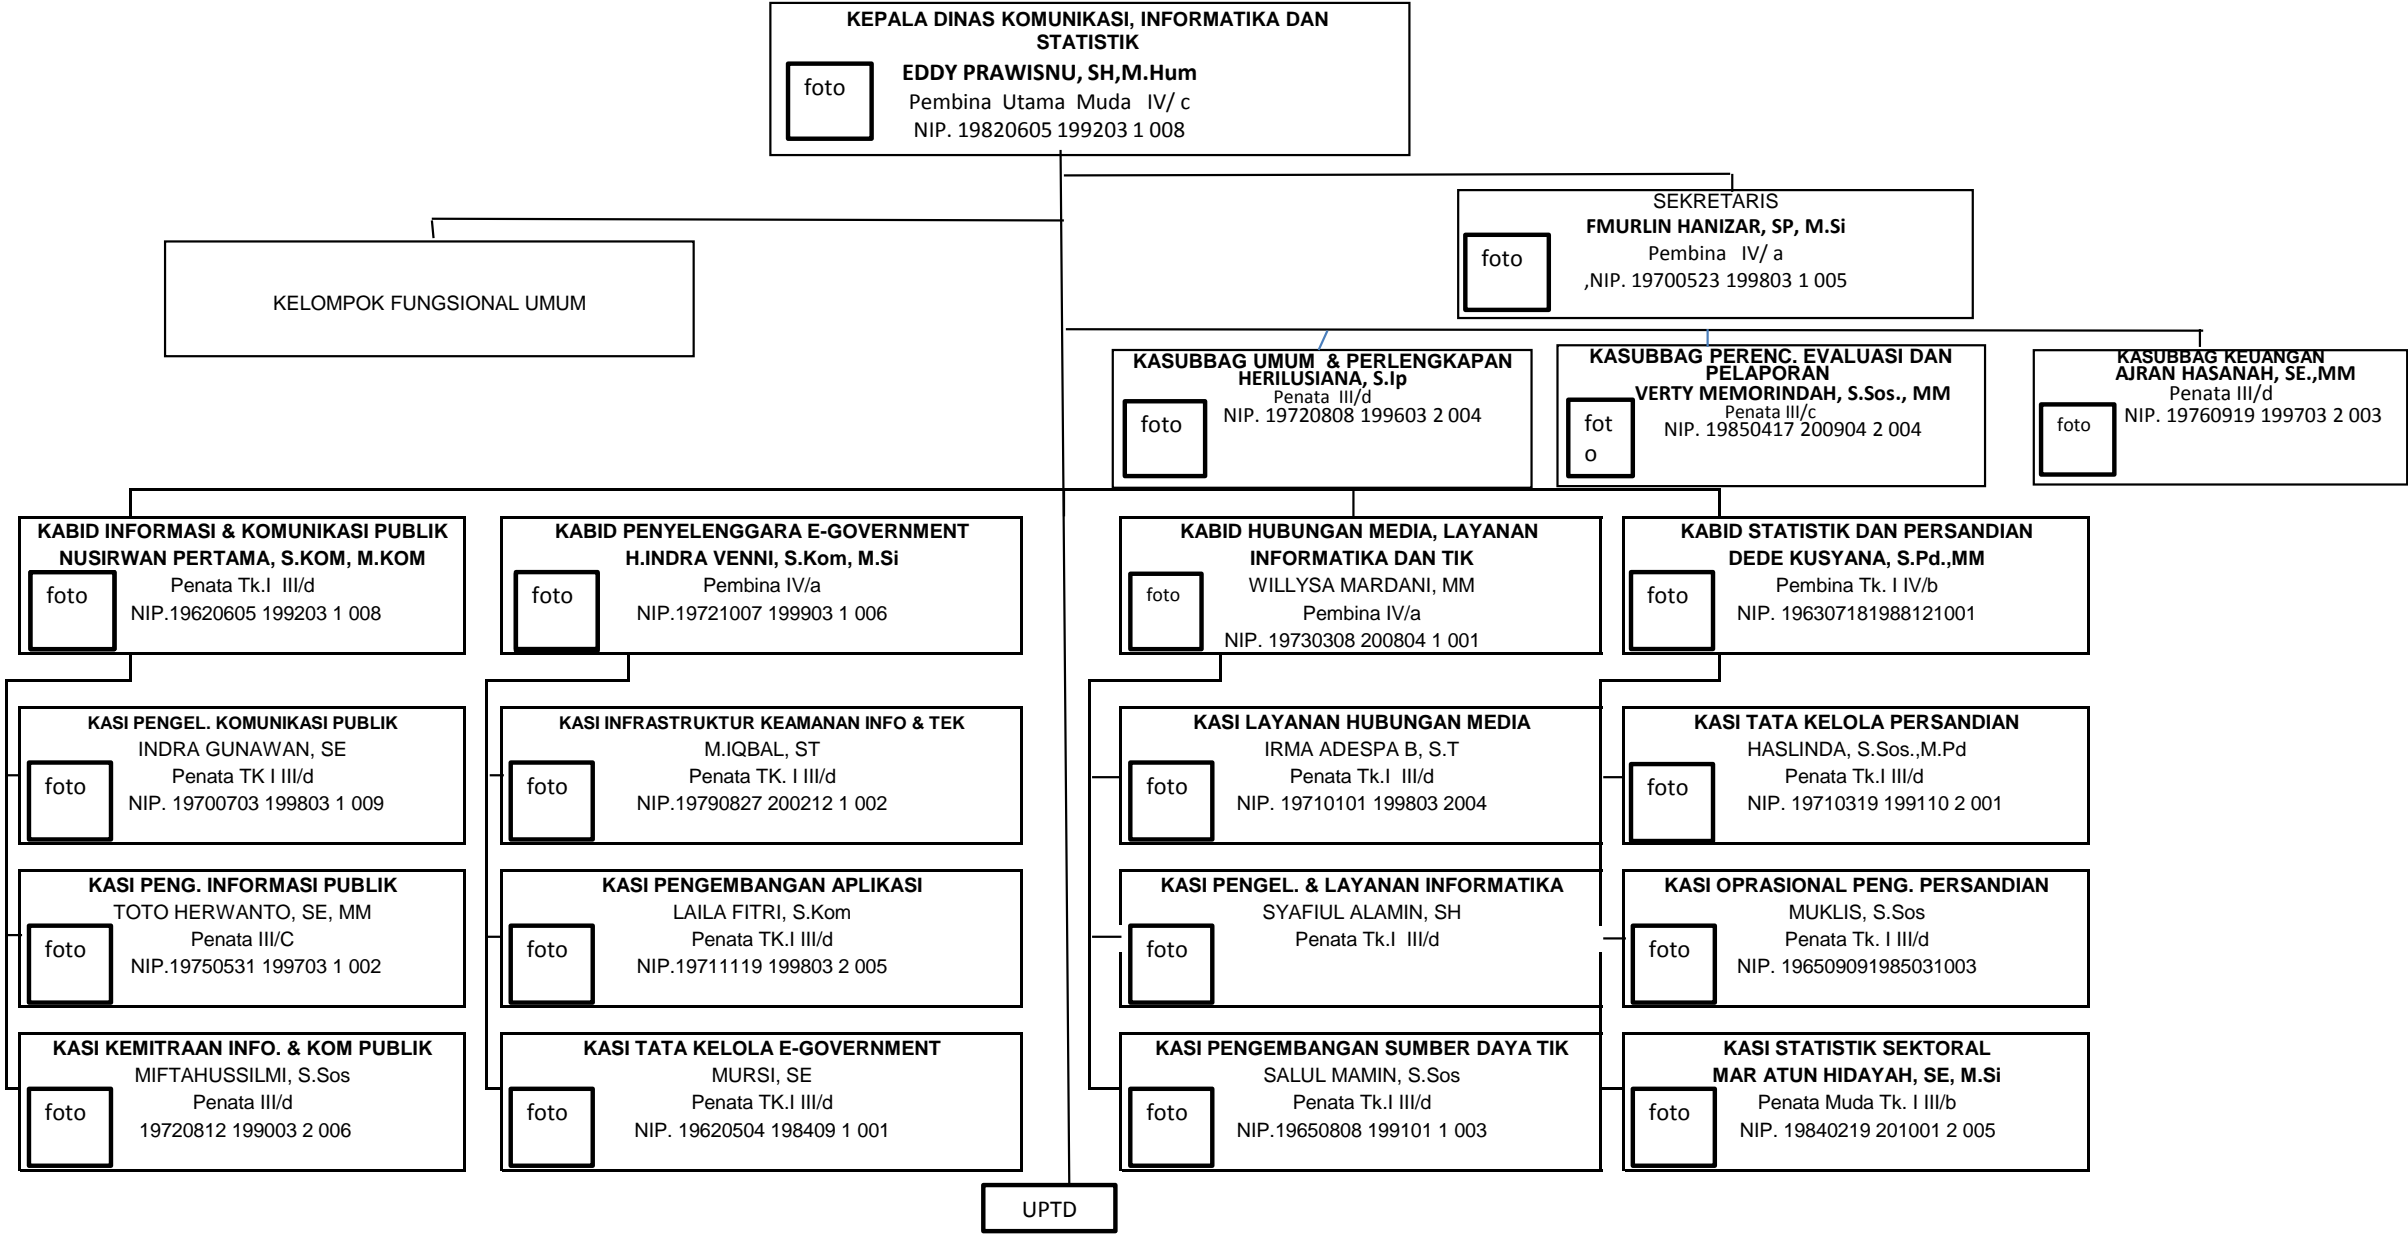 KEPALA DINAS KOMUNIKASI, INFORMATIKA DAN
STATISTIK
foto
EDDY PRAWISNU, SH,M.Hum
Pembina Utama Muda IV/ c
NIP. 19820605 199203 1 008
SEKRETARIS
FMURLIN HANIZAR, SP, M.Si
foto
Pembina IV/ a
,NIP. 19700523 199803 1 005
KELOMPOK FUNGSIONAL UMUM
KASUBBAG UMUM & PERLENGKAPAN
HERILUSIANA, S.Ip
Penata III/d
NIP. 19720808 199603 2 004
foto
KASUBBAG PERENC. EVALUASI DAN
PELAPORAN
VERTY MEMORINDAH, S.Sos., MM
Penata III/c
NIP. 19850417 200904 2 004
fot
o
KASUBBAG KEUANGAN
AJRAN HASANAH, SE.,MM
Penata III/d
NIP. 19760919 199703 2 003
foto
KABID INFORMASI & KOMUNIKASI PUBLIK
NUSIRWAN PERTAMA, S.KOM, M.KOM
Penata Tk.I III/d
foto
NIP.19620605 199203 1 008
KABID PENYELENGGARA E-GOVERNMENT
H.INDRA VENNI, S.Kom, M.Si
Pembina IV/a
foto
NIP.19721007 199903 1 006
KABID HUBUNGAN MEDIA, LAYANAN
INFORMATIKA DAN TIK
WILLYSA MARDANI, MM
foto
Pembina IV/a
NIP. 19730308 200804 1 001
KABID STATISTIK DAN PERSANDIAN
DEDE KUSYANA, S.Pd.,MM
Pembina Tk. I IV/b
foto
NIP. 196307181988121001
KASI PENGEL. KOMUNIKASI PUBLIK
INDRA GUNAWAN, SE
Penata TK I III/d
foto
NIP. 19700703 199803 1 009
KASI INFRASTRUKTUR KEAMANAN INFO & TEK
M.IQBAL, ST
Penata TK. I III/d
foto
NIP.19790827 200212 1 002
KASI LAYANAN HUBUNGAN MEDIA
IRMA ADESPA B, S.T
Penata Tk.I III/d
foto
NIP. 19710101 199803 2004
KASI TATA KELOLA PERSANDIAN
HASLINDA, S.Sos.,M.Pd
Penata Tk.I III/d
foto
NIP. 19710319 199110 2 001
KASI PENG. INFORMASI PUBLIK
TOTO HERWANTO, SE, MM
Penata III/C
foto
NIP.19750531 199703 1 002
KASI PENGEMBANGAN APLIKASI
LAILA FITRI, S.Kom
Penata TK.I III/d
foto
NIP.19711119 199803 2 005
KASI PENGEL. & LAYANAN INFORMATIKA
SYAFIUL ALAMIN, SH
Penata Tk.I III/d
foto
KASI OPRASIONAL PENG. PERSANDIAN
MUKLIS, S.Sos
Penata Tk. I III/d
foto
NIP. 196509091985031003
KASI KEMITRAAN INFO. & KOM PUBLIK
MIFTAHUSSILMI, S.Sos
Penata III/d
foto
19720812 199003 2 006
KASI TATA KELOLA E-GOVERNMENT
MURSI, SE
Penata TK.I III/d
foto
NIP. 19620504 198409 1 001
KASI PENGEMBANGAN SUMBER DAYA TIK
SALUL MAMIN, S.Sos
Penata Tk.I III/d
foto
NIP.19650808 199101 1 003
KASI STATISTIK SEKTORAL
MAR ATUN HIDAYAH, SE, M.Si
Penata Muda Tk. I III/b
foto
NIP. 19840219 201001 2 005
UPTD